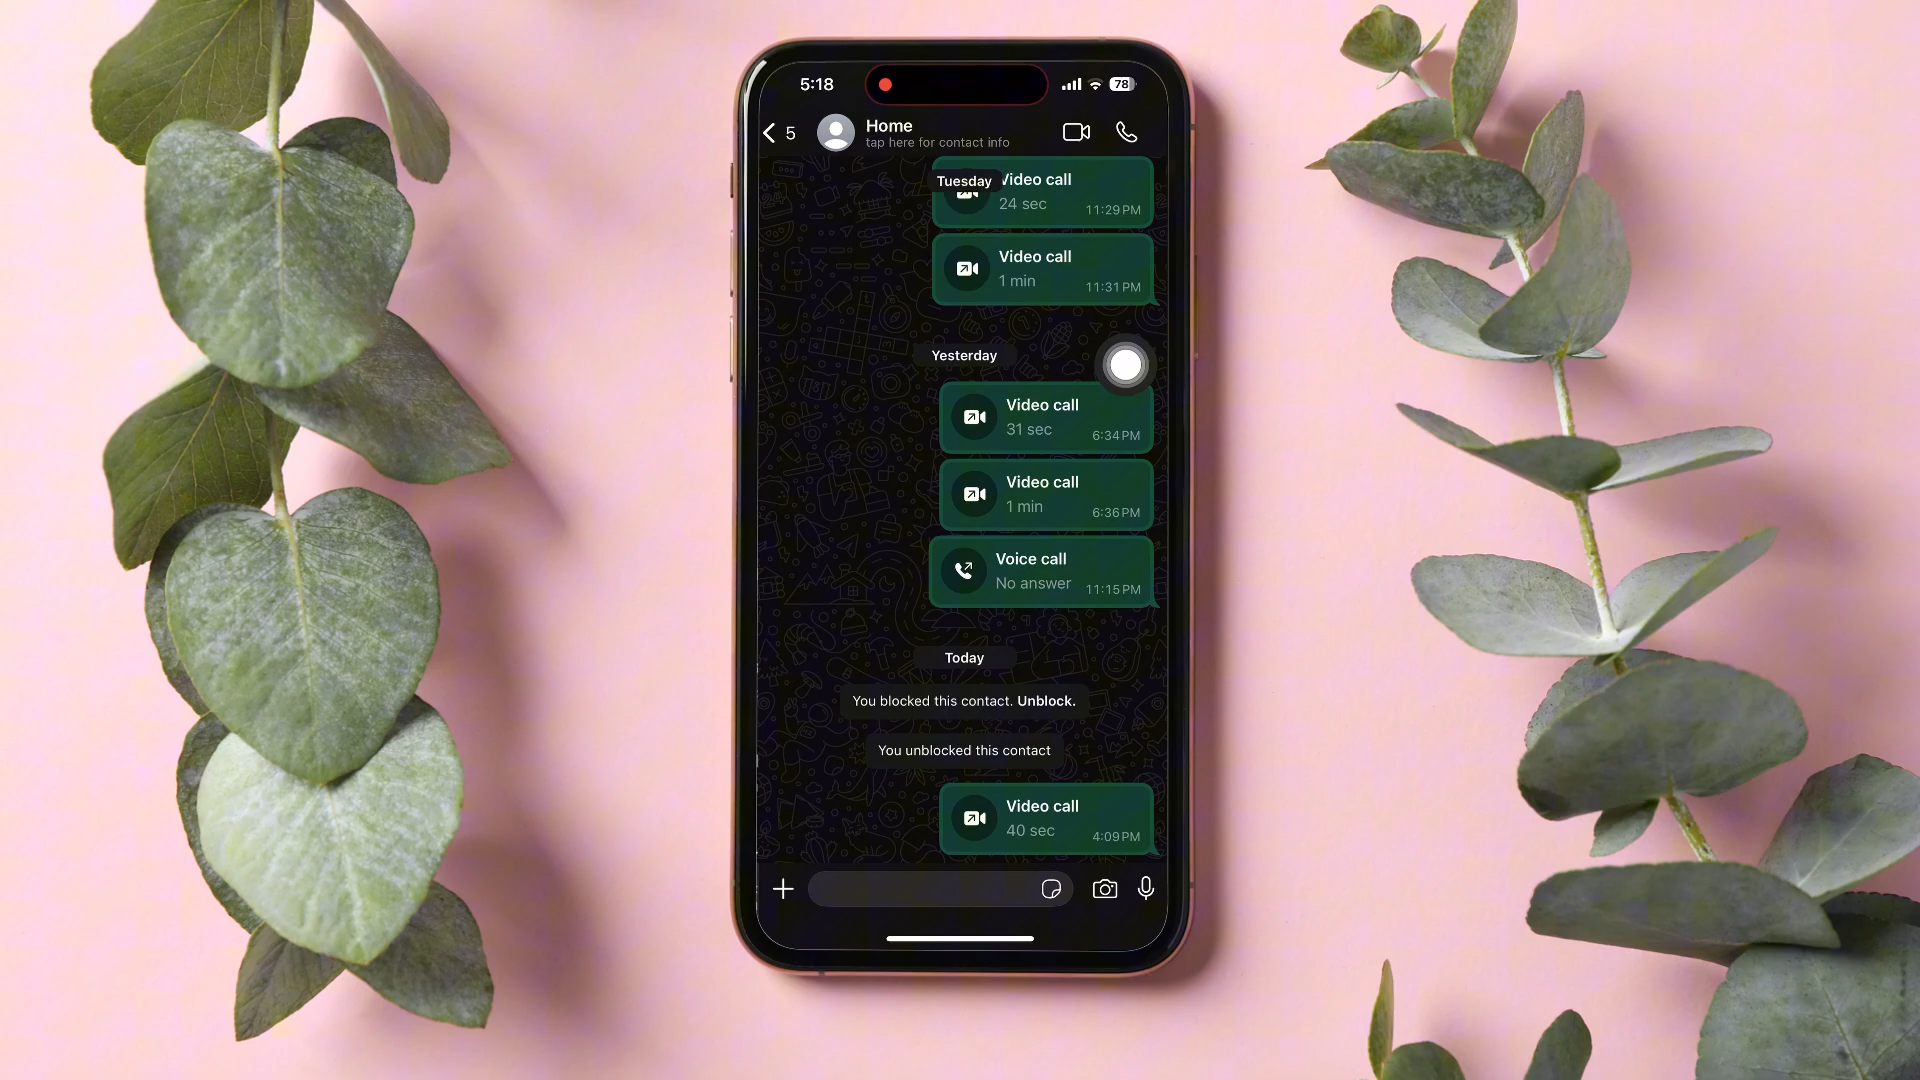 5:18
78
5
Home
tap here for contact info
Tuesday
Video call
24 sec
11:29 PM
Video call
1 min
11:31 PM
Yesterday
Video call
31 sec
6:34 PM
Video call
1 min
6:36 PM
Voice call
No answer
11:15 PM
Today
You blocked this contact. Unblock.
You unblocked this contact
Video call
40 sec
4:09 PM